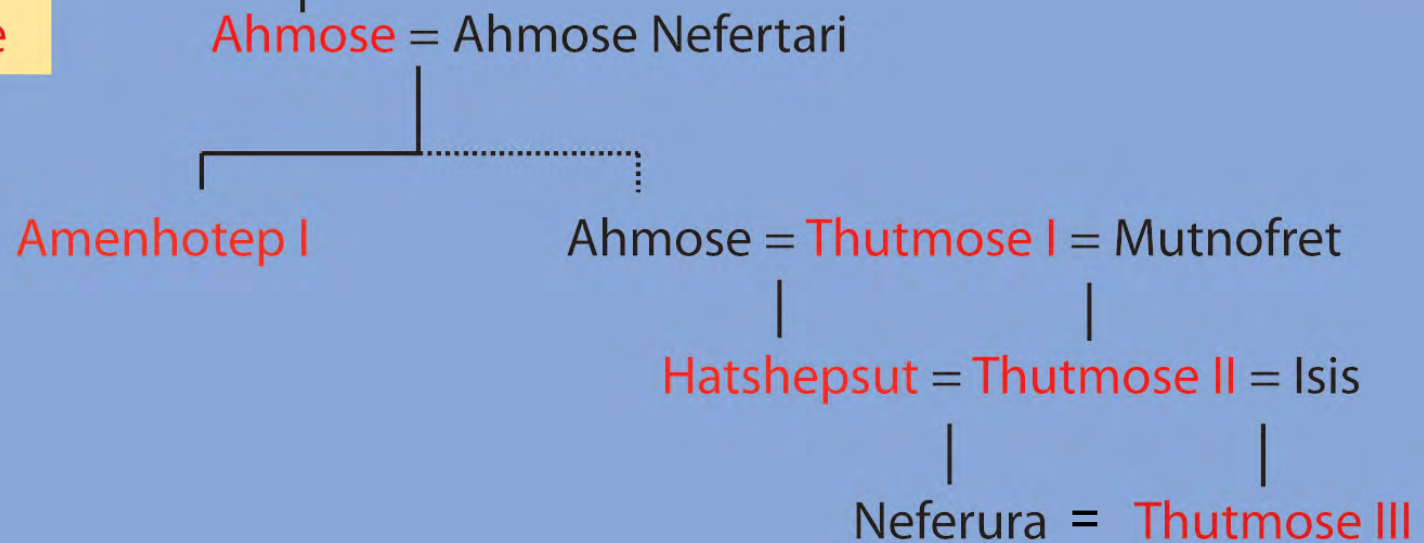 e
Ahmose = Ahmose Nefertari
Amenhotep I
Ahmose = Thutmose I = Mutnofret
Hatshepsut = Thutmose II = Isis
Neferura = Thutmose III